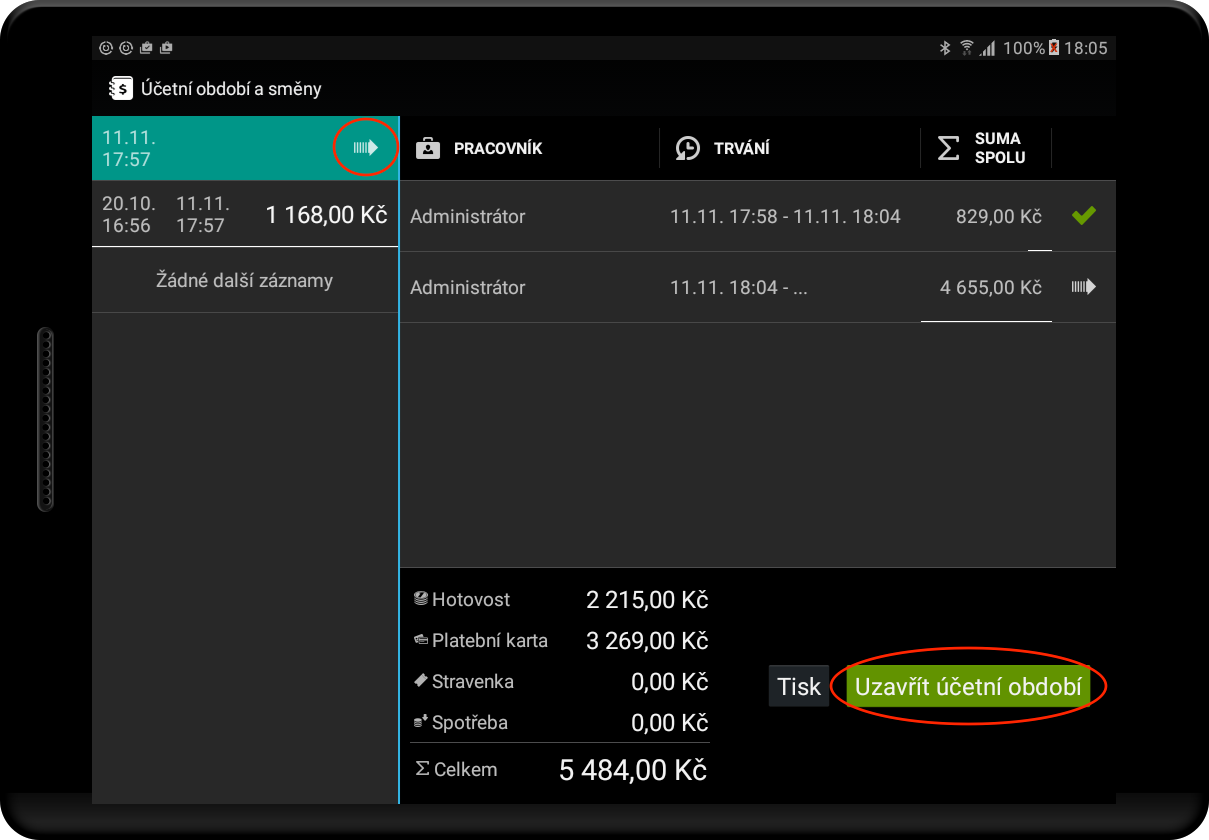 100% 18:05
Účetní období a směny
11.11.
17:57
20.10. 11.11. 1 168,00 Kč
16:56 17:57
Žádné další záznamy
PRACOVNÍK TRVÁNÍ SUMA SPOLU
Administrátor 11.11. 17:58 - 11.11. 18:04 829,00 Kč
Administrátor 11.11. 18:04 - ... 4 655,00 Kč
Hotovost 2 215,00 Kč
Platební karta 3 269,00 Kč
Stravenka 0,00 Kč
Spotřeba 0,00 Kč
Σ Celkem 5 484,00 Kč
Tisk Uzavřít účetní období